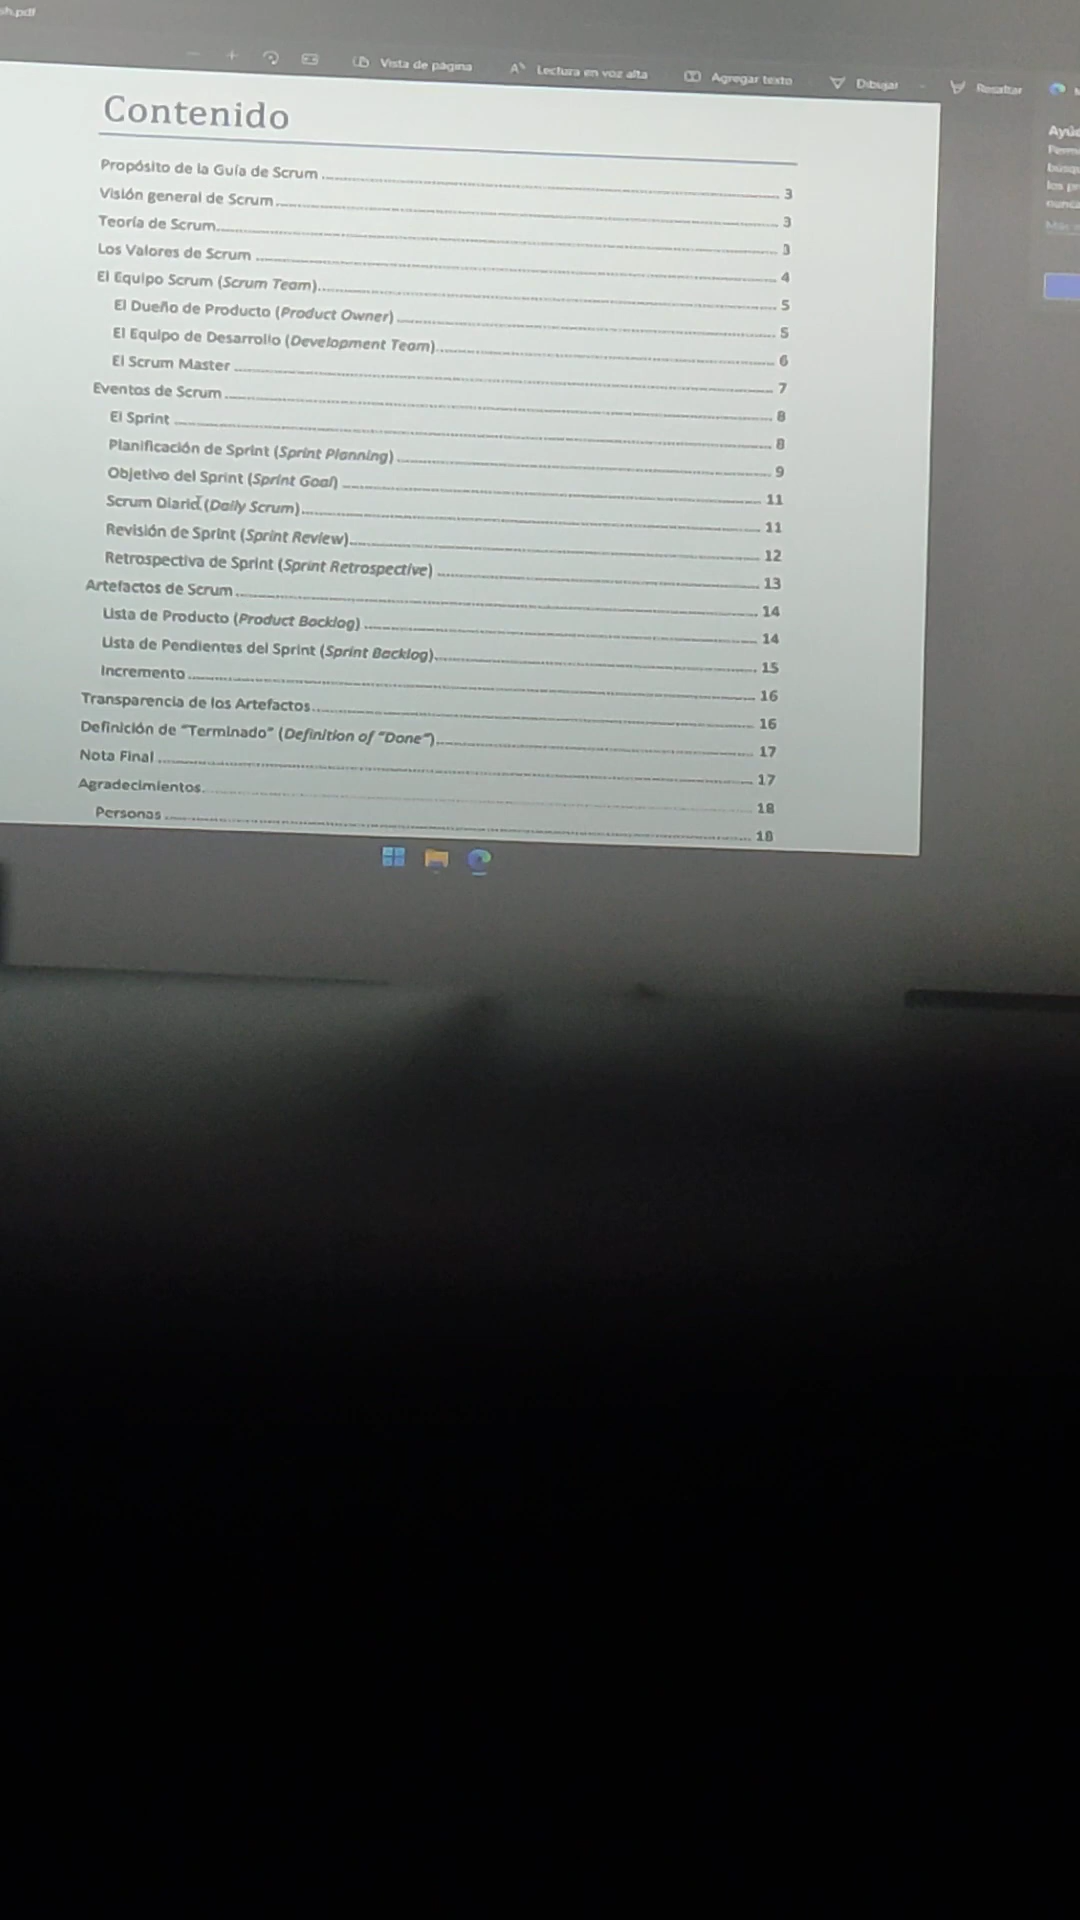 sh.pdf
Vista de página
Lectura en voz alta
Agregar texto
Dibujar
Resaltar
Contenido
Propósito de la Guía de Scrum 3
Visión general de Scrum 3
Teoría de Scrum 3
Los Valores de Scrum 4
El Equipo Scrum (Scrum Team) 5
El Dueño de Producto (Product Owner) 5
El Equipo de Desarrollo (Development Team) 6
El Scrum Master 7
Eventos de Scrum 8
El Sprint 8
Planificación de Sprint (Sprint Planning) 9
Objetivo del Sprint (Sprint Goal) 11
Scrum Diario (Daily Scrum) 11
Revisión de Sprint (Sprint Review) 12
Retrospectiva de Sprint (Sprint Retrospective) 13
Artefactos de Scrum 14
Lista de Producto (Product Backlog) 14
Lista de Pendientes del Sprint (Sprint Backlog) 15
Incremento 16
Transparencia de los Artefactos 16
Definición de "Terminado" (Definition of "Done") 17
Nota Final 17
Agradecimientos 18
Personas 18